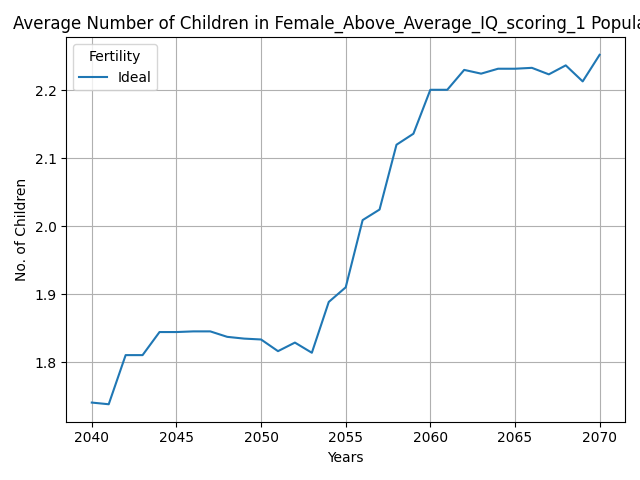 Average Number of Children in Female_Above_Average_IQ_scoring_1 Popula
Fertility
Ideal
2.2
2.1
2.0
1.9
1.8
No. of Children
2040 2045 2050 2055 2060 2065 2070
Years